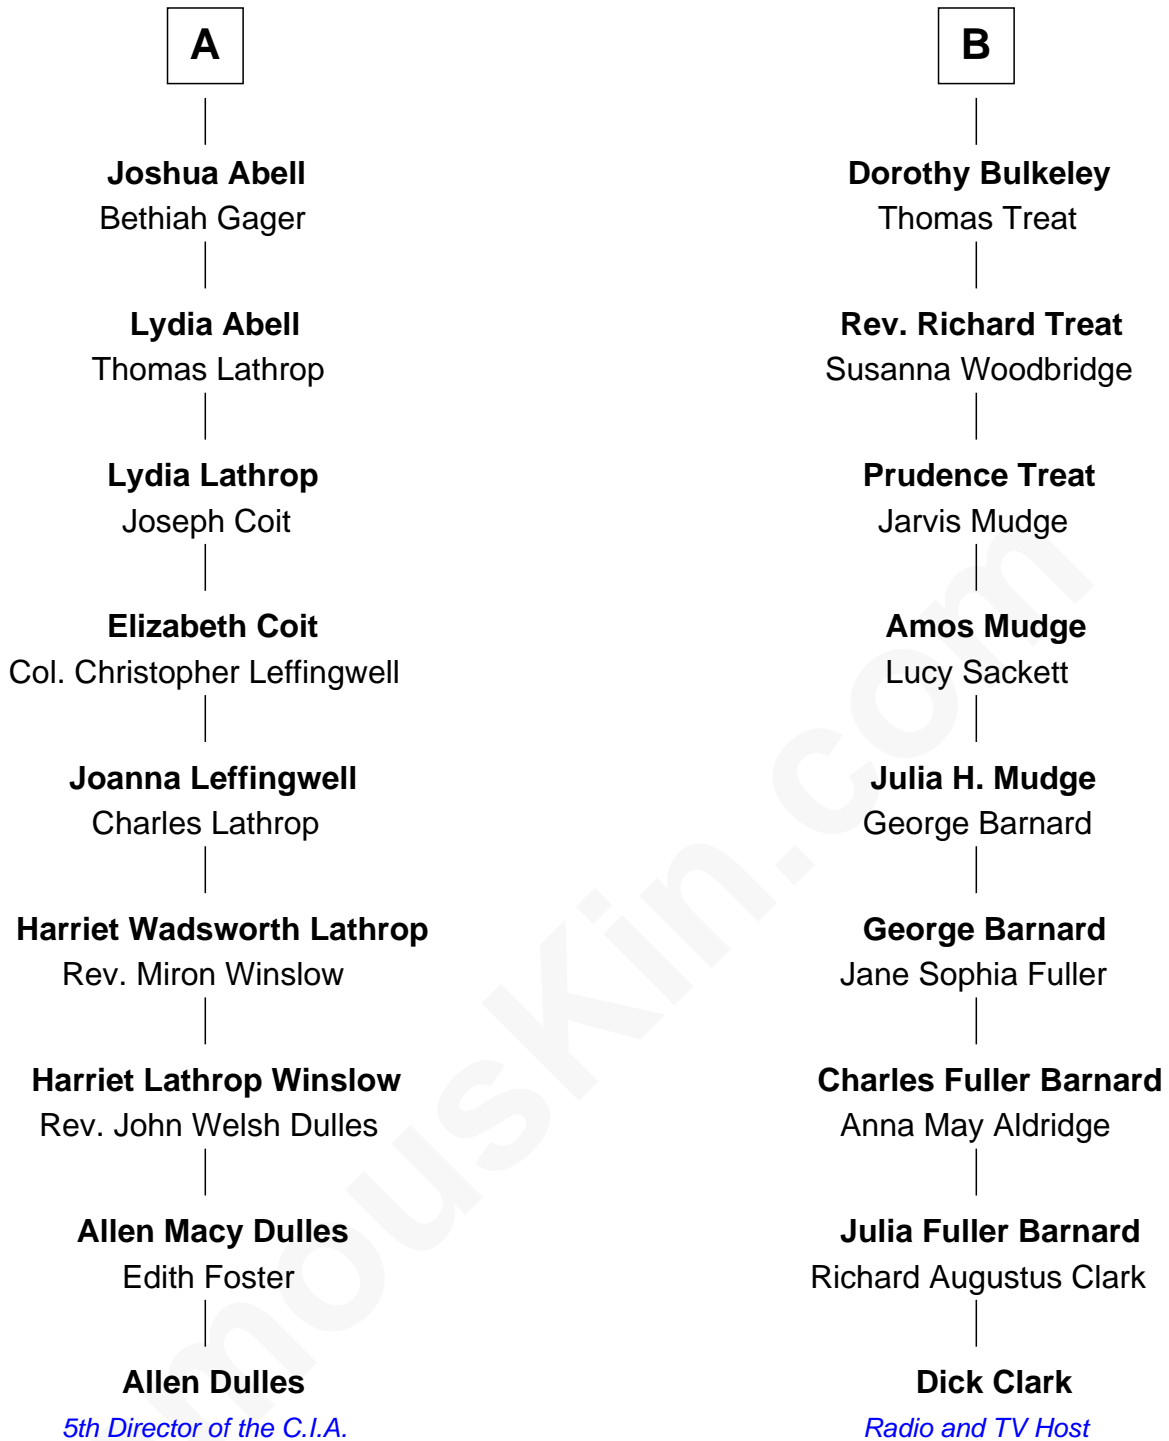 A
Joshua Abell
Bethiah Gager
Lydia Abell
Thomas Lathrop
Lydia Lathrop
Joseph Coit
Elizabeth Coit
Col. Christopher Leffingwell
Joanna Leffingwell
Charles Lathrop
Harriet Wadsworth Lathrop
Rev. Miron Winslow
Harriet Lathrop Winslow
Rev. John Welsh Dulles
Allen Macy Dulles
Edith Foster
Allen Dulles
5th Director of the C.I.A.
B
Dorothy Bulkeley
Thomas Treat
Rev. Richard Treat
Susanna Woodbridge
Prudence Treat
Jarvis Mudge
Amos Mudge
Lucy Sackett
Julia H. Mudge
George Barnard
George Barnard
Jane Sophia Fuller
Charles Fuller Barnard
Anna May Aldridge
Julia Fuller Barnard
Richard Augustus Clark
Dick Clark
Radio and TV Host
mousKin.com